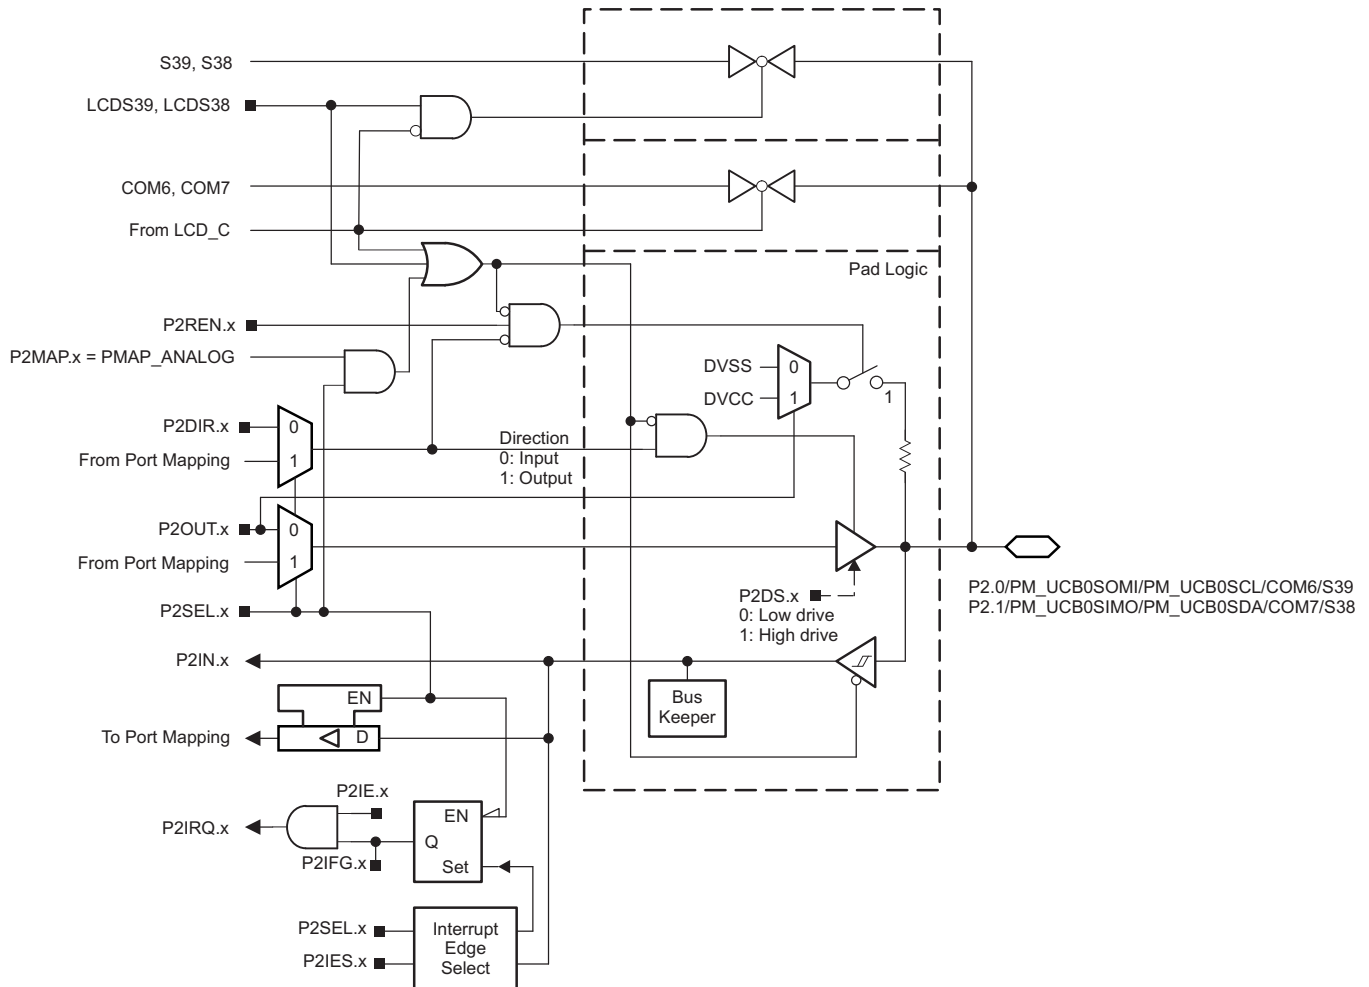 S39, S38
LCDS39, LCDS38
COM6, COM7
From LCD_C
Pad Logic
P2REN.x
P2MAP.x = PMAP_ANALOG
DVSS
0
DVCC
1
1
P2DIR.x
0
From Port Mapping
1
Direction
0: Input
1: Output
P2OUT.x
0
From Port Mapping
1
P2SEL.x
P2DS.x
0: Low drive
1: High drive
P2.0/PM_UCB0SOMI/PM_UCB0SCL/COM6/S39
P2.1/PM_UCB0SIMO/PM_UCB0SDA/COM7/S38
P2IN.x
Bus
Keeper
EN
To Port Mapping
D
P2IE.x
EN
P2IRQ.x
Q
P2IFG.x
Set
P2SEL.x
P2IES.x
Interrupt
Edge
Select